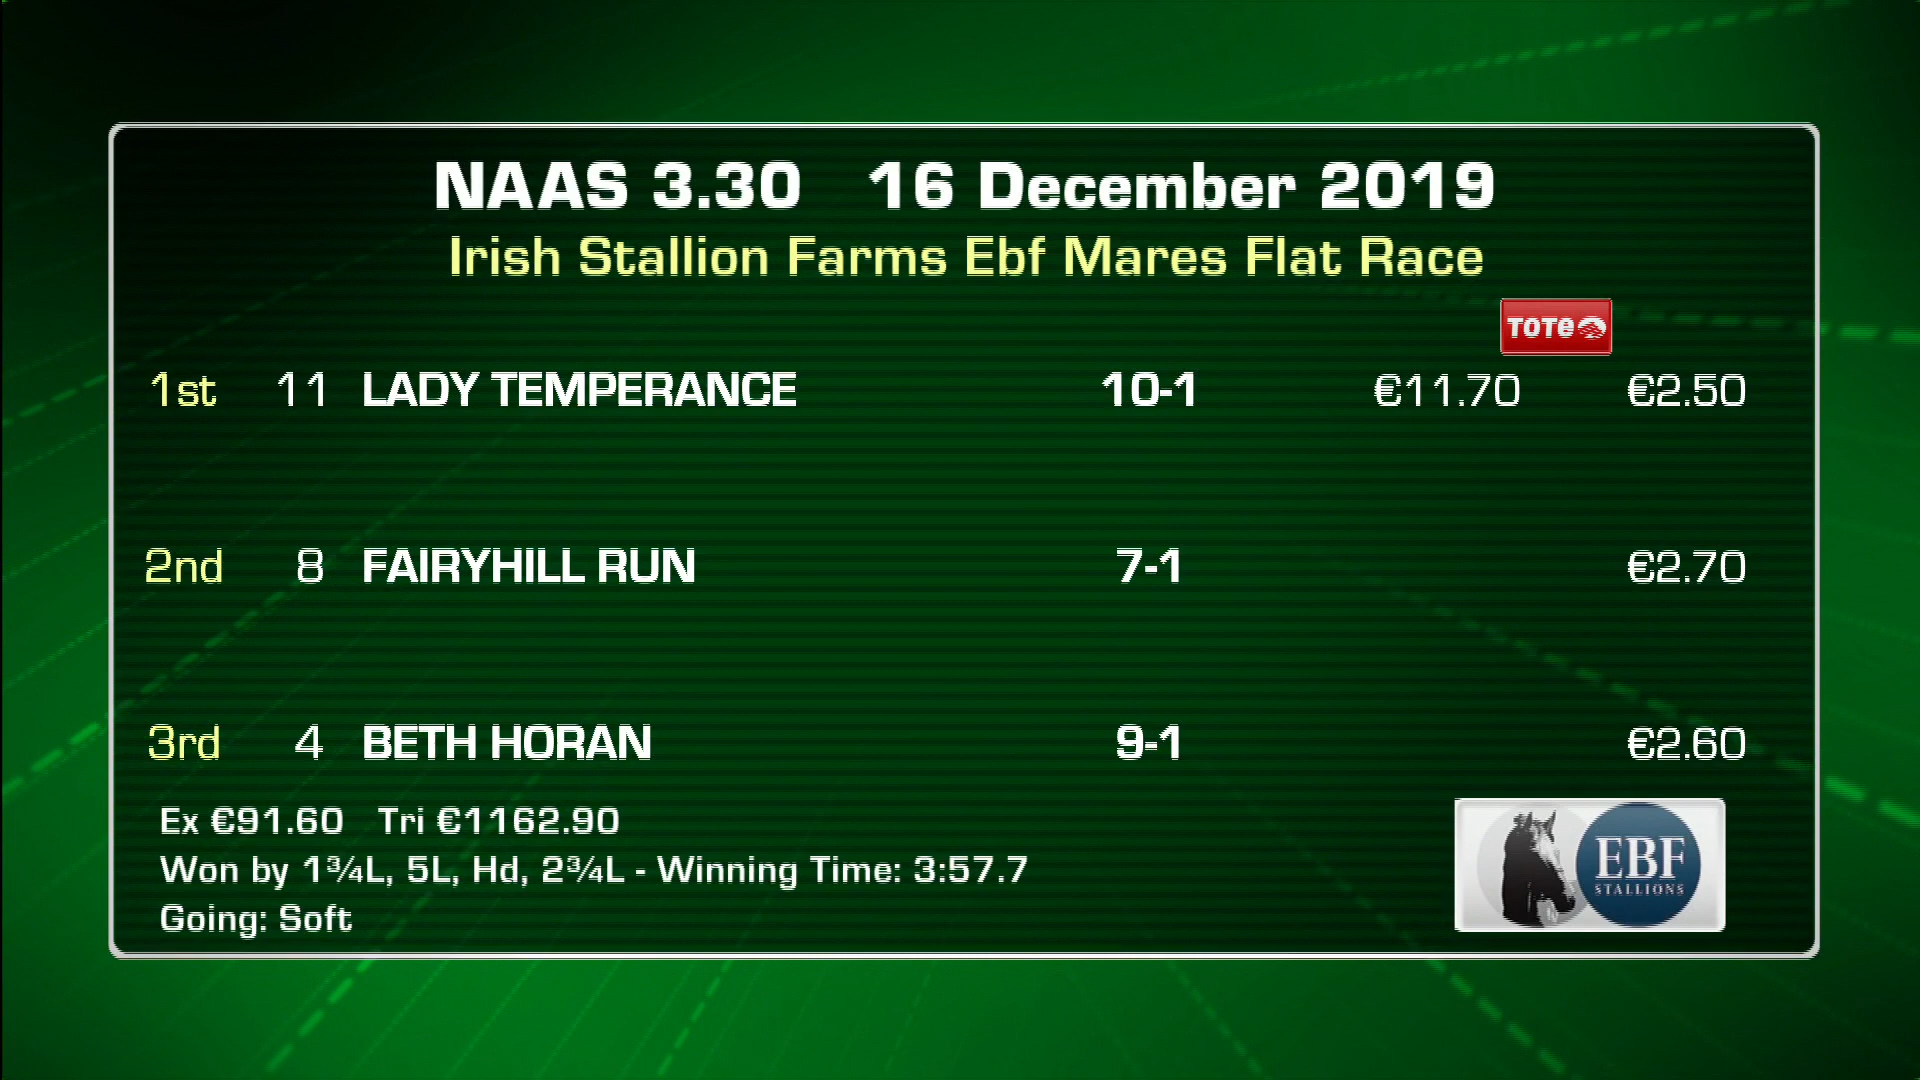 NAAS 3.30 16 December 2019
Irish Stallion Farms Ebf Mares Flat Race
TOTe
1st 11 LADY TEMPERANCE 10-1 €11.70 €2.50
2nd 8 FAIRYHILL RUN 7-1 €2.70
3rd 4 BETH HORAN 9-1 €2.60
Ex €91.60 Tri €1162.90
Won by 1¾L, 5L, Hd, 2¾L - Winning Time: 3:57.7
Going: Soft
EBF
STALLIONS